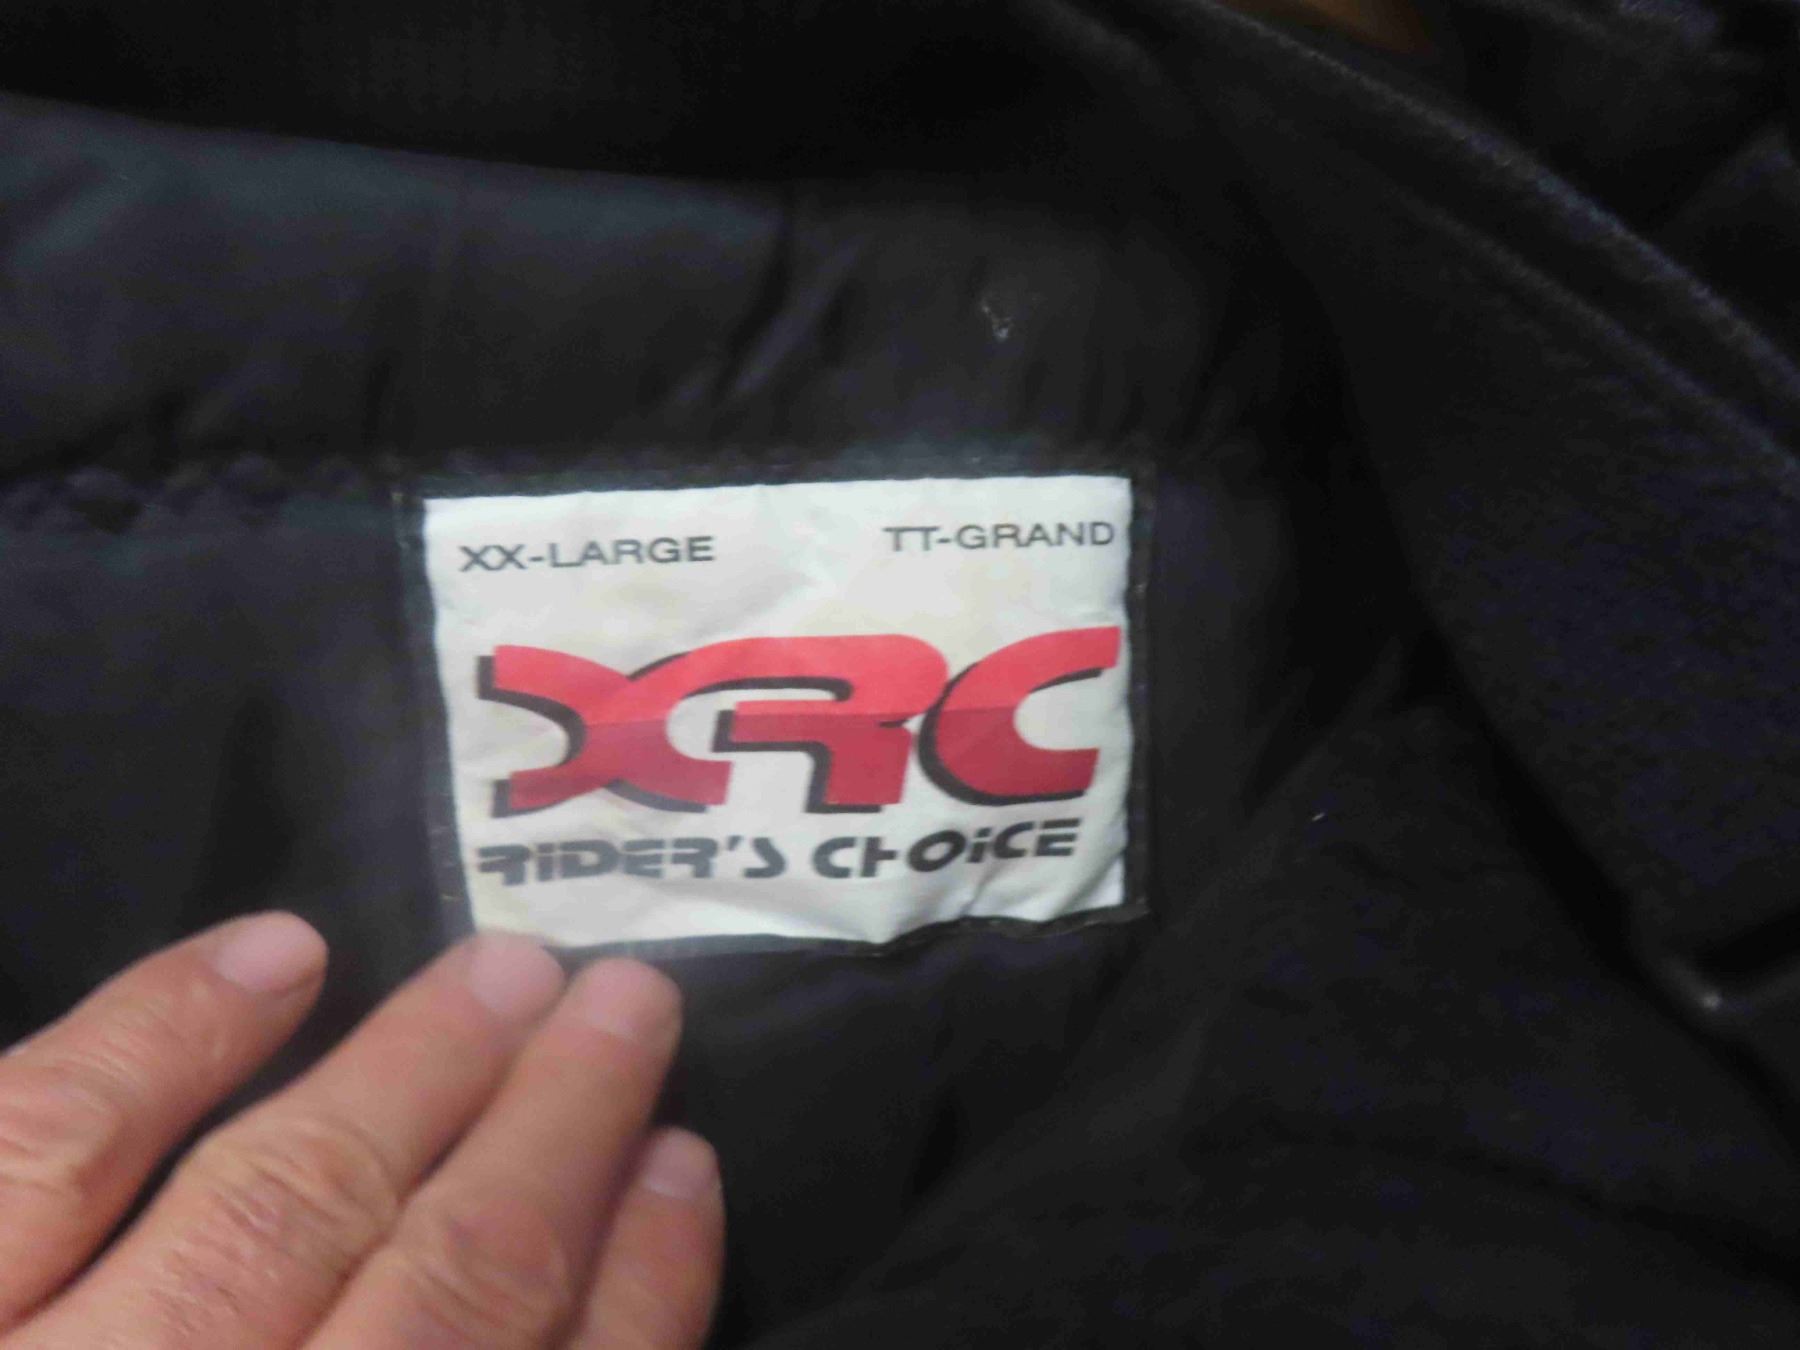 XX-LARGE TT-GRAND
XRC
RiDER'S CHOiCE